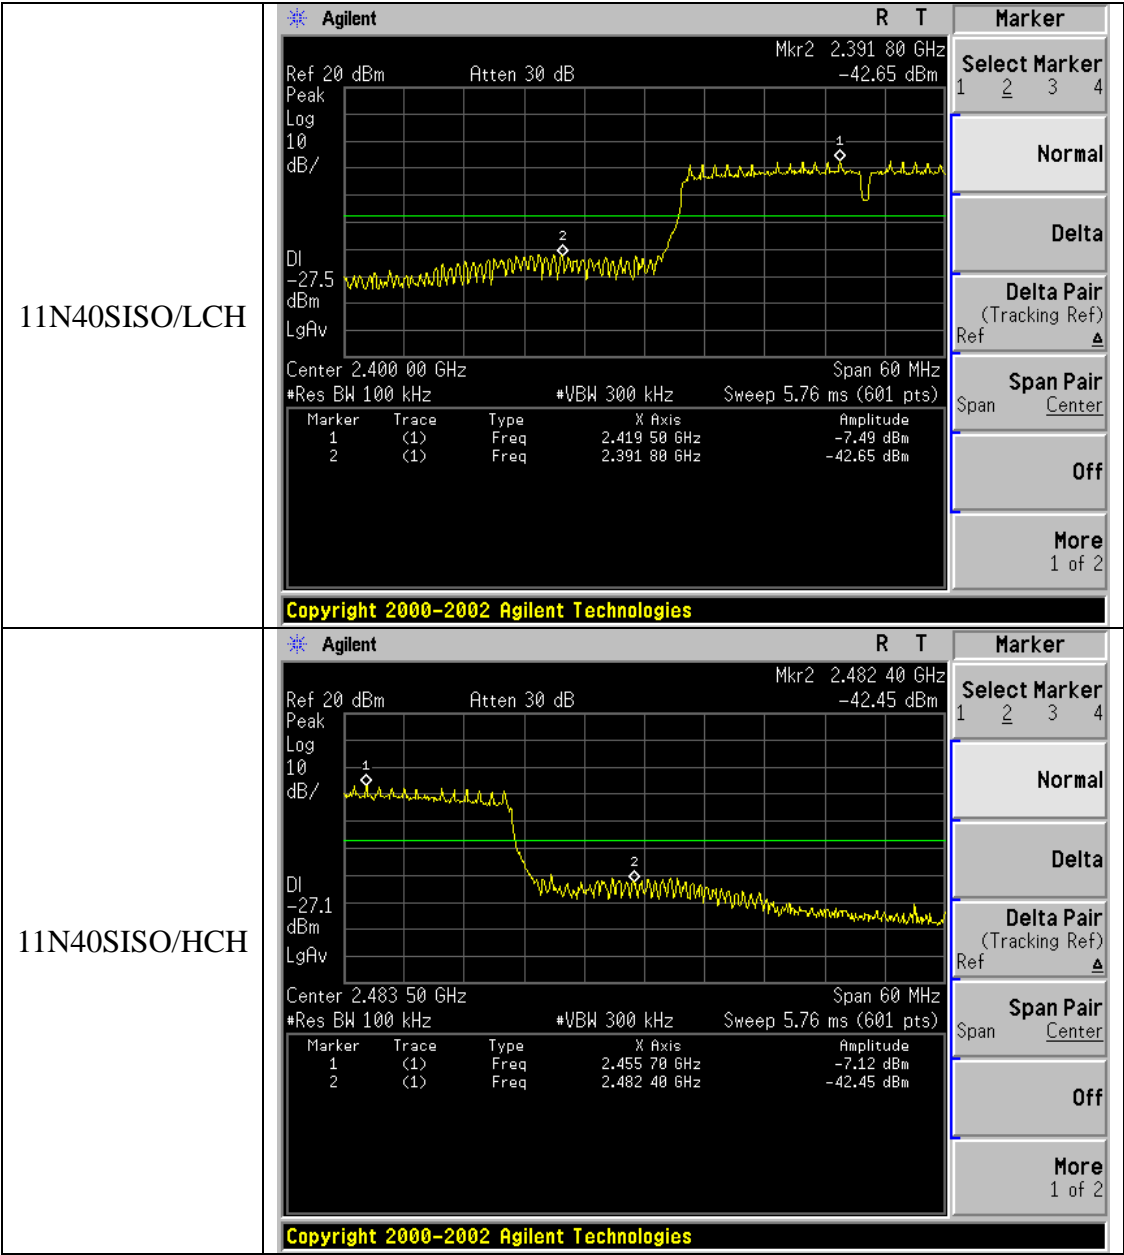 11N40SISO/LCH
Agilent R T Marker
Mkr2 2.391 80 GHz
Ref 20 dBm Atten 30 dB -42.65 dBm
Select Marker
1 2 3 4
Peak
Log
10
dB/
1
Normal
2
Delta
DI
-27.5
dBm
Delta Pair
(Tracking Ref)
Ref Δ
LgAv
Center 2.400 00 GHz Span 60 MHz
#Res BW 100 kHz #VBW 300 kHz Sweep 5.76 ms (601 pts)
Span Pair
Span Center
Marker Trace Type X Axis Amplitude
1 (1) Freq 2.419 50 GHz -7.49 dBm
2 (1) Freq 2.391 80 GHz -42.65 dBm
Off
More
1 of 2
Copyright 2000-2002 Agilent Technologies
11N40SISO/HCH
Agilent R T Marker
Mkr2 2.482 40 GHz
Ref 20 dBm Atten 30 dB -42.45 dBm
Select Marker
1 2 3 4
Peak
Log
10
dB/
1
Normal
2
Delta
DI
-27.1
dBm
Delta Pair
(Tracking Ref)
Ref Δ
LgAv
Center 2.483 50 GHz Span 60 MHz
#Res BW 100 kHz #VBW 300 kHz Sweep 5.76 ms (601 pts)
Span Pair
Span Center
Marker Trace Type X Axis Amplitude
1 (1) Freq 2.455 70 GHz -7.12 dBm
2 (1) Freq 2.482 40 GHz -42.45 dBm
Off
More
1 of 2
Copyright 2000-2002 Agilent Technologies